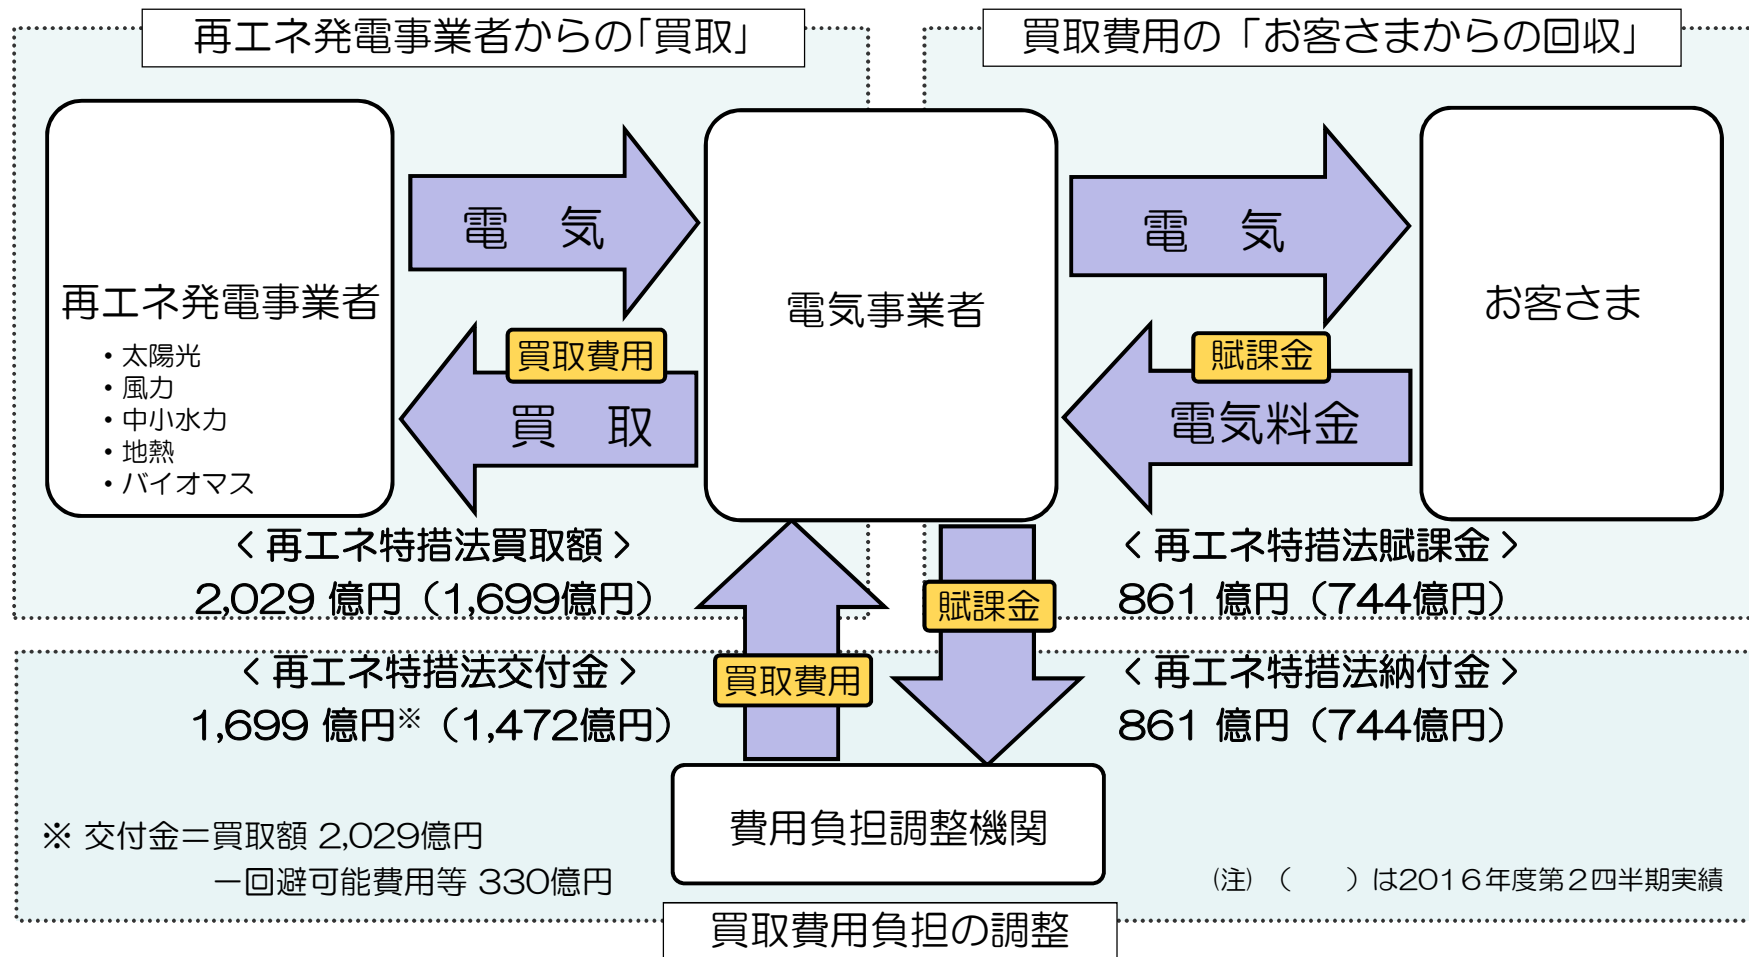 再エネ発電事業者からの「買取」
買取費用の「お客さまからの回収」
再エネ発電事業者
・太陽光
・風力
・中小水力
・地熱
・バイオマス
電　気
買取費用
買　取
電気事業者
電　気
賦課金
電気料金
お客さま
＜再エネ特措法買取額＞
2,029 億円（1,699億円）
＜再エネ特措法賦課金＞
861 億円（744億円）
賦課金
買取費用
＜再エネ特措法交付金＞
1,699 億円※（1,472億円）
＜再エネ特措法納付金＞
861 億円（744億円）
費用負担調整機関
※ 交付金＝買取額 2,029億円
－回避可能費用等 330億円
(注) （　　）は2016年度第2四半期実績
買取費用負担の調整